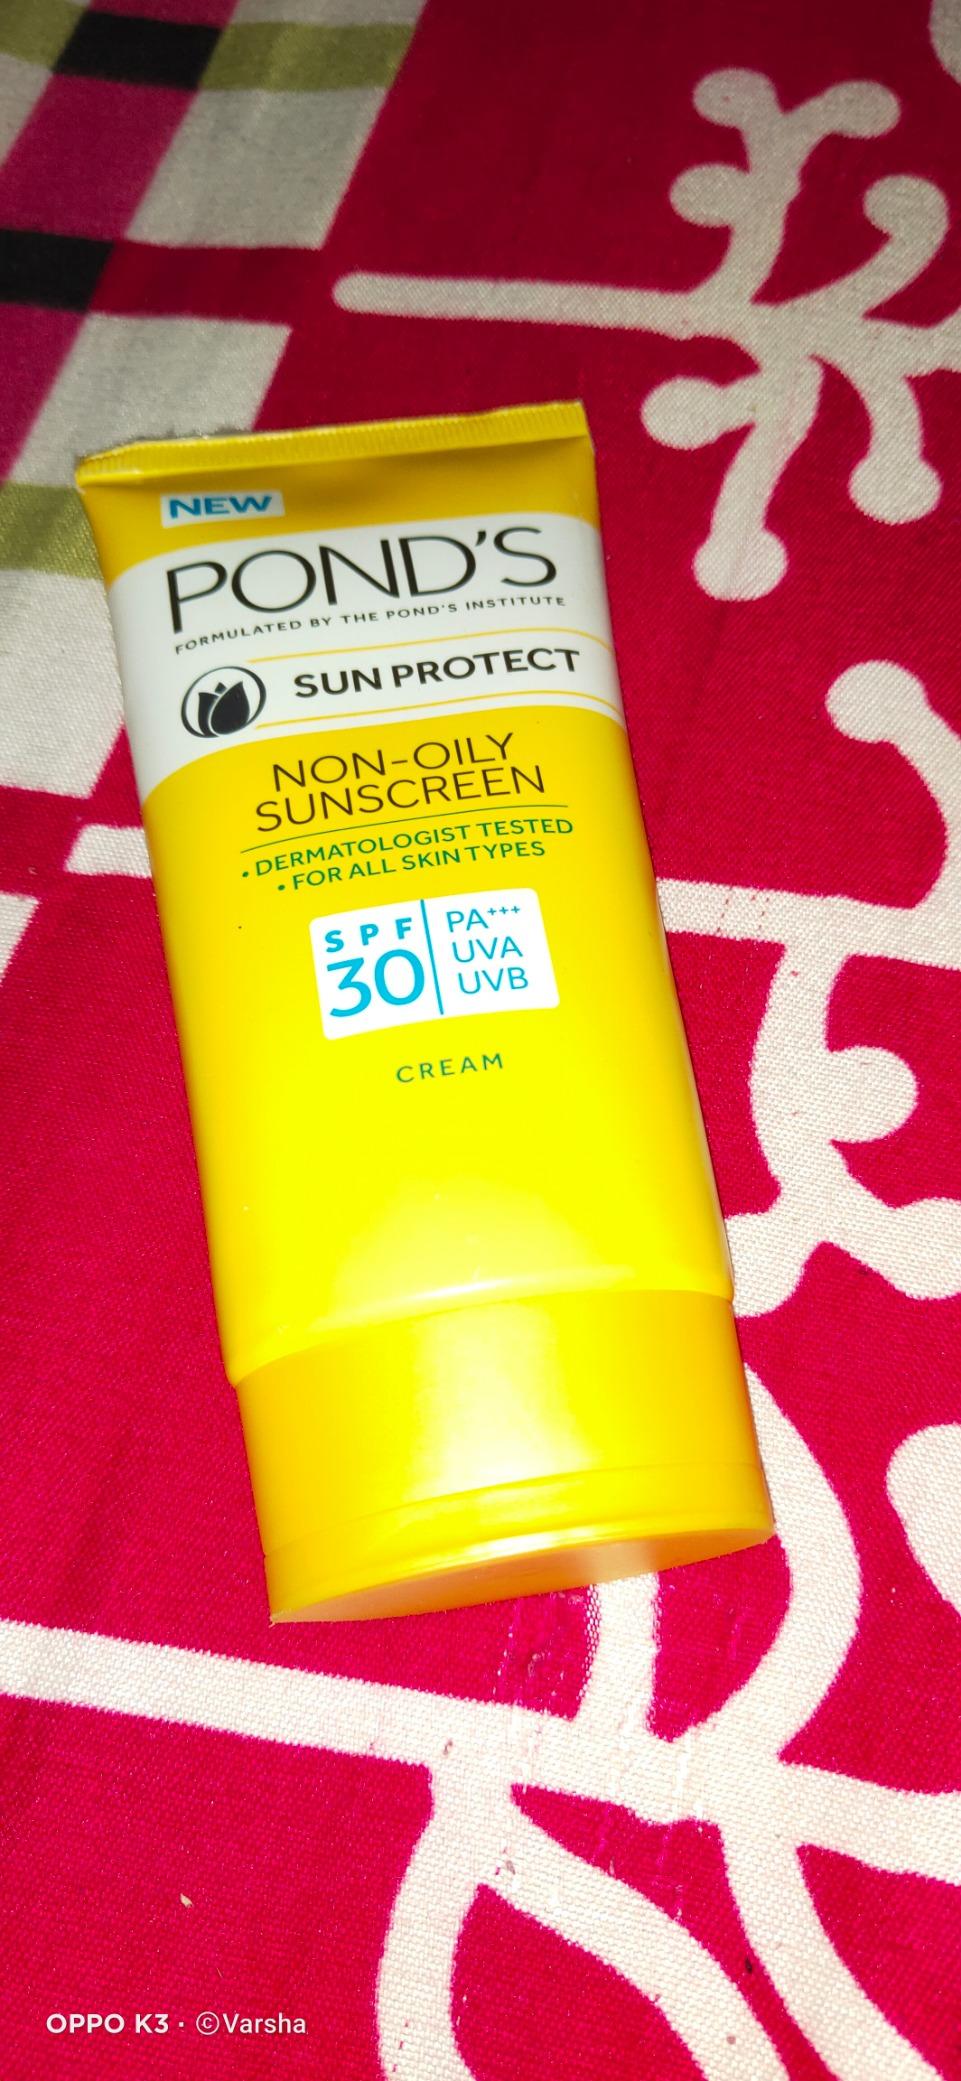 NEW
POND'S
FORMULATED BY THE POND'S INSTITUTE
SUN PROTECT
NON-OILY
SUNSCREEN
• DERMATOLOGIST TESTED
• FOR ALL SKIN TYPES
SPF
30
PA+++
UVA
UVB
CREAM
OPPO K3 · ©Varsha